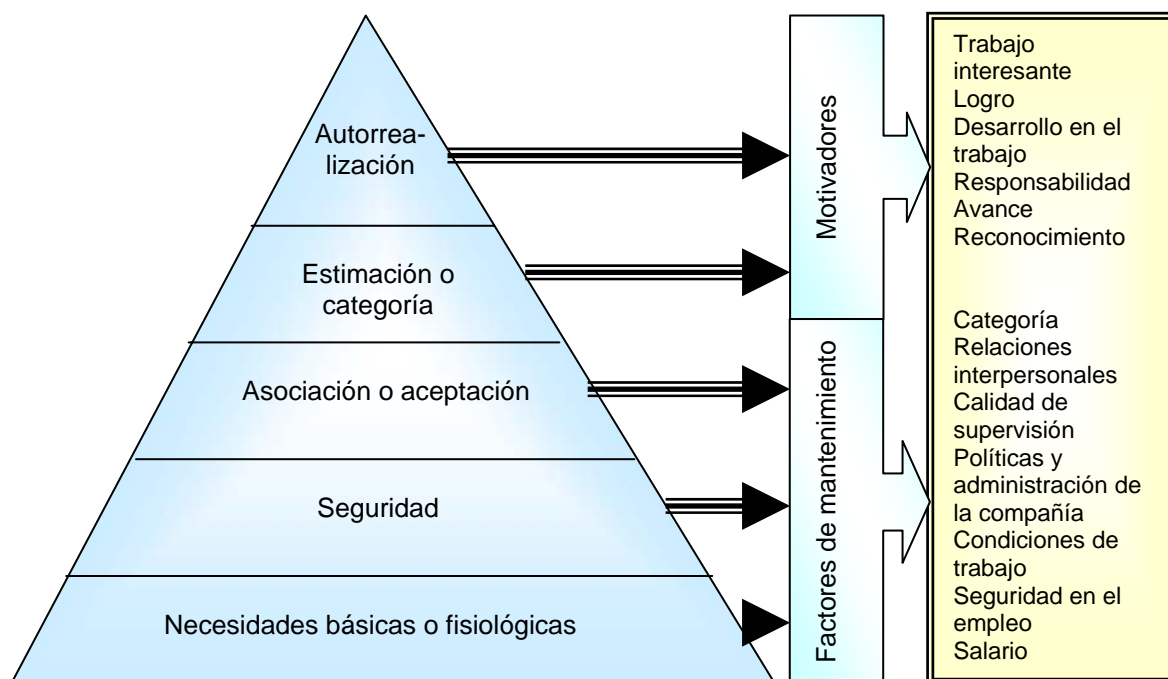 Autorrea-
lización
Estimación o
categoría
Asociación o aceptación
Seguridad
Necesidades básicas o fisiológicas
Motivadores
Factores de mantenimiento
Trabajo
interesante
Logro
Desarrollo en el
trabajo
Responsabilidad
Avance
Reconocimiento
Categoría
Relaciones
interpersonales
Calidad de
supervisión
Políticas y
administración de
la compañía
Condiciones de
trabajo
Seguridad en el
empleo
Salario